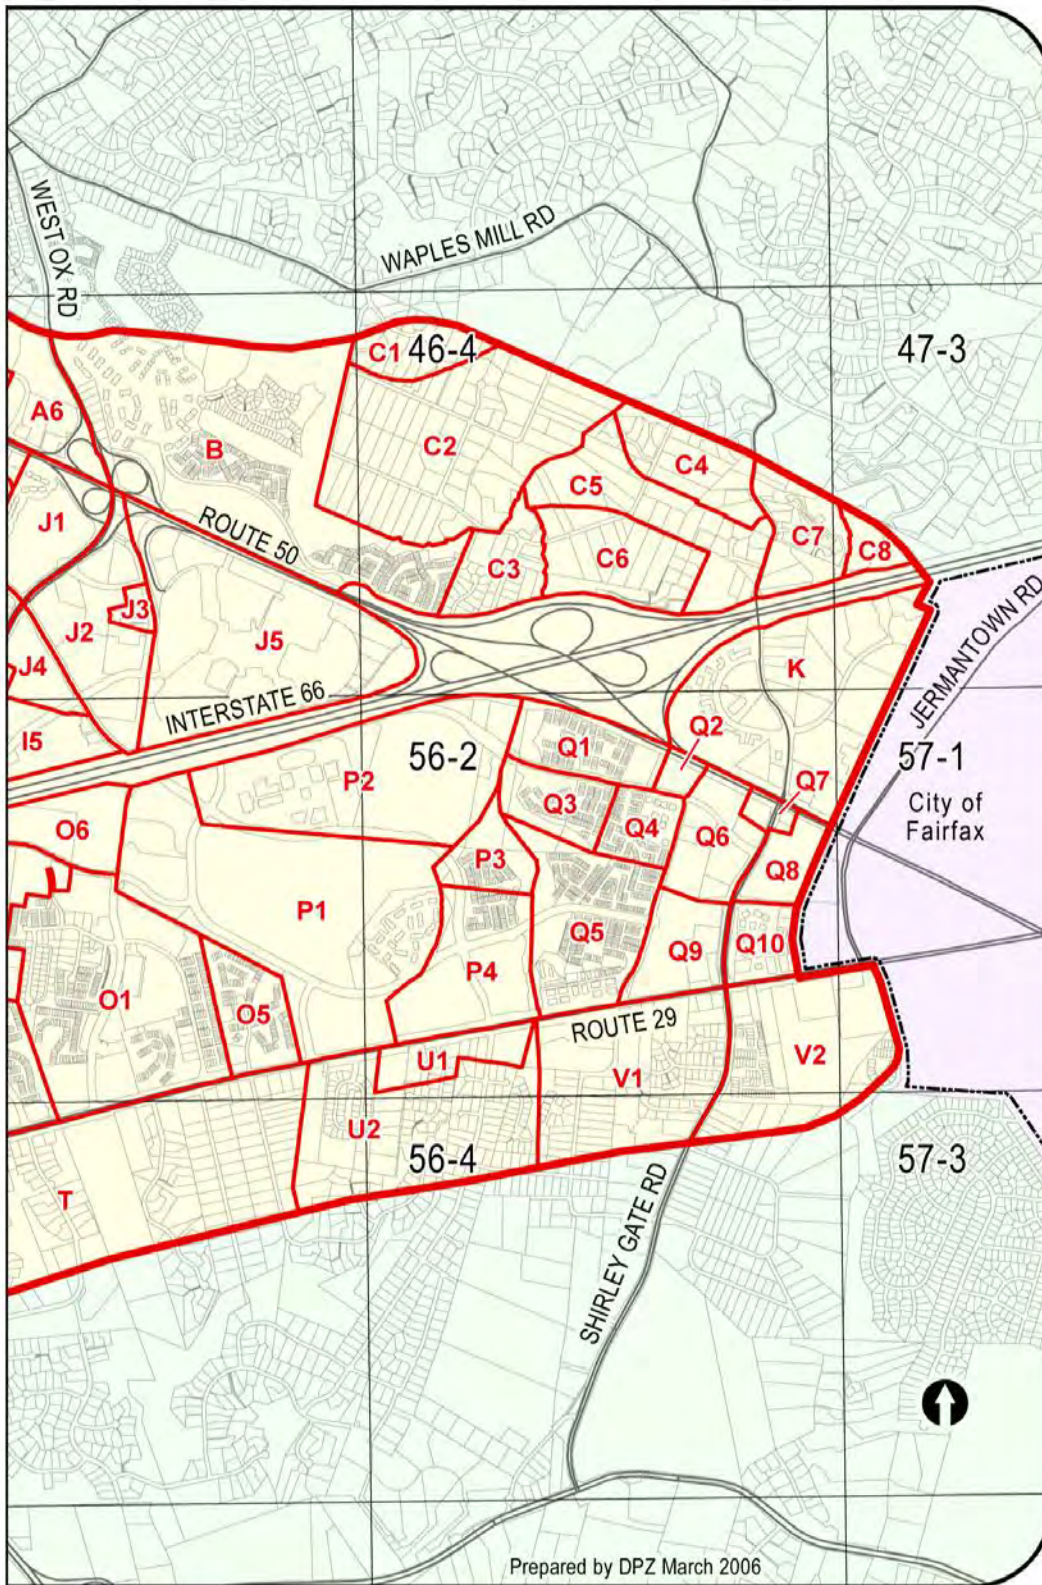 WEST OX RD
WAPLES MILL RD
C1
46-4
47-3
A6
B
C2
C4
C5
J1
ROUTE 50
C7
C8
C3
C6
J3
J2
J5
JERMANTOWN RD
J4
K
INTERSTATE 66
I5
Q2
Q1
56-2
57-1
P2
Q7
Q3
City of
Fairfax
O6
Q4
Q6
P3
Q8
P1
Q5
Q10
Q9
P4
O1
O5
ROUTE 29
V2
U1
V1
U2
56-4
57-3
T
SHIRLEY GATE RD
Prepared by DPZ March 2006